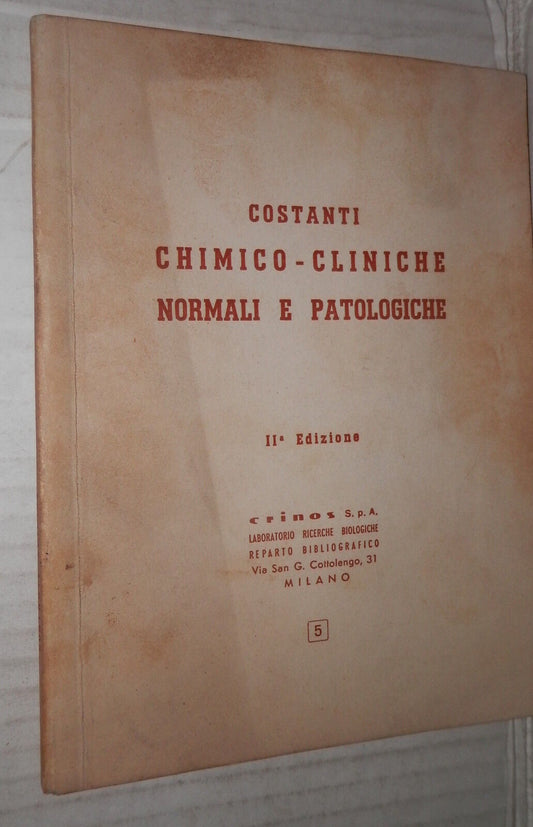 COSTANTI
CHIMICO - CLINICHE
NORMALI E PATOLOGICHE
IIª Edizione
crinos S. p. A.
LABORATORIO RICERCHE BIOLOGICHE
REPARTO BIBLIOGRAFICO
Via San G. Cottolengo, 31
MILANO
5